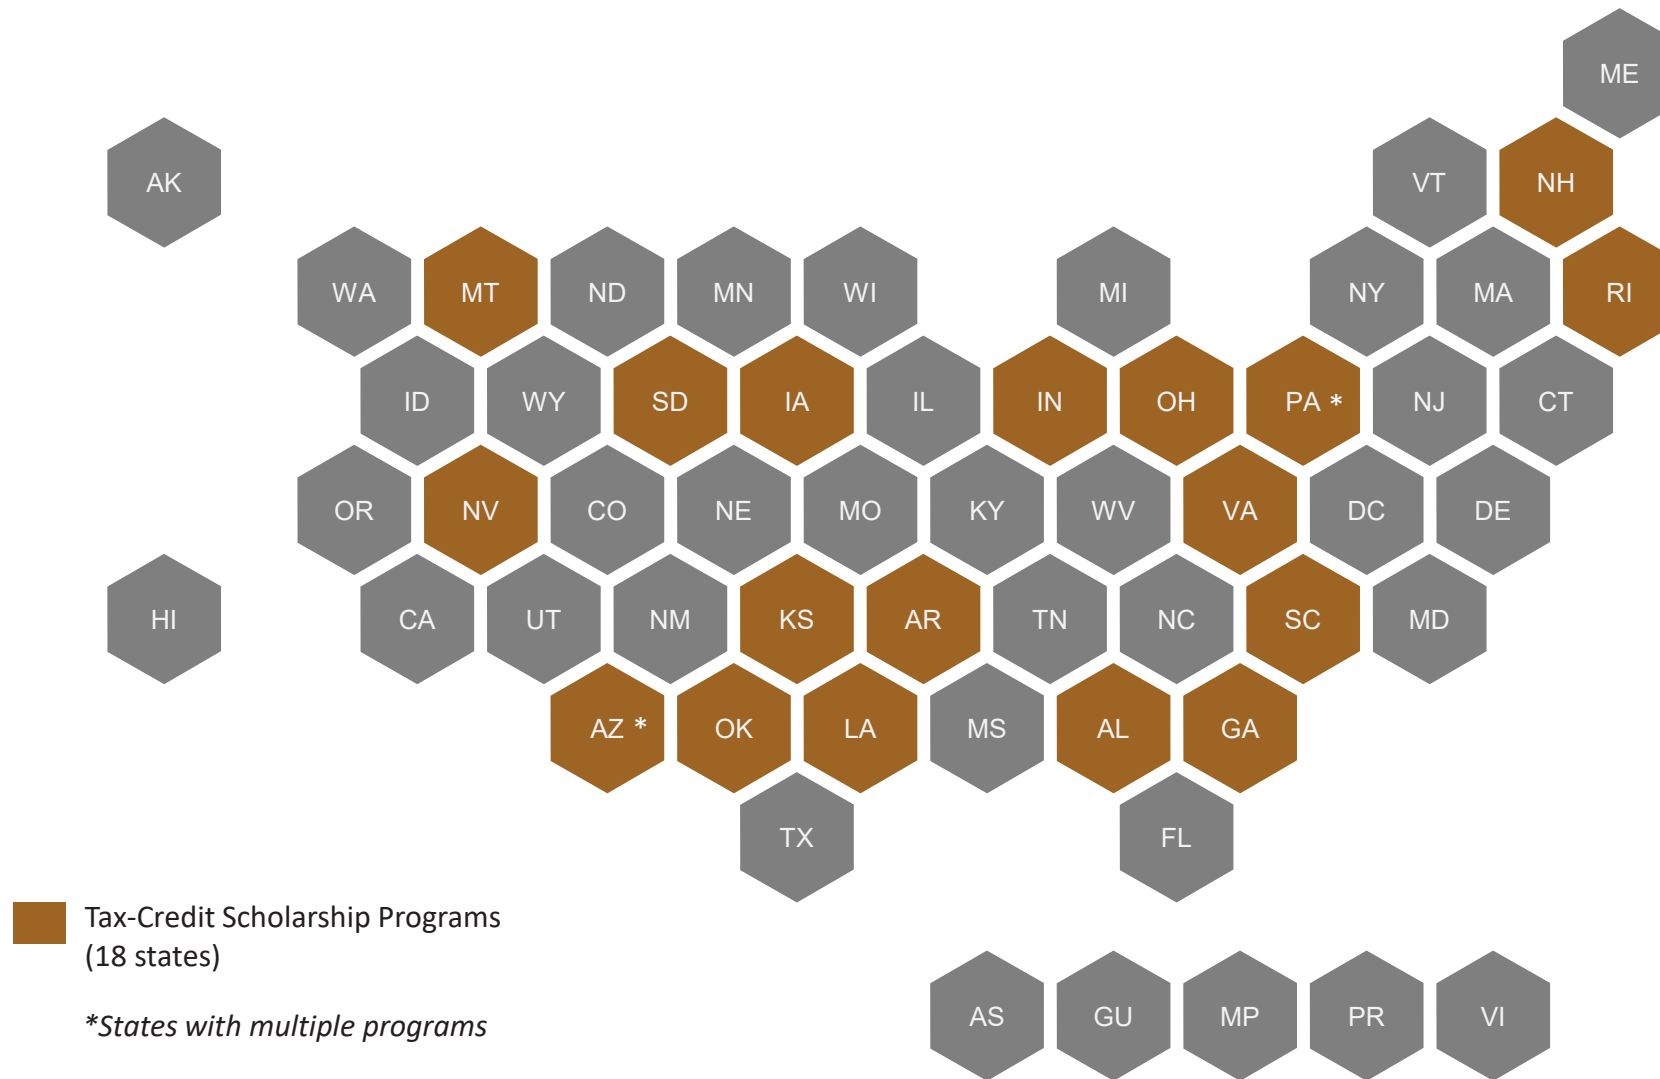 ME
AK
VT
NH
WA
MT
ND
MN
WI
MI
NY
MA
RI
ID
WY
SD
IA
IL
IN
OH
PA *
NJ
CT
OR
NV
CO
NE
MO
KY
WV
VA
DC
DE
HI
CA
UT
NM
KS
AR
TN
NC
SC
MD
AZ *
OK
LA
MS
AL
GA
TX
FL
Tax-Credit Scholarship Programs
(18 states)
*States with multiple programs
AS
GU
MP
PR
VI